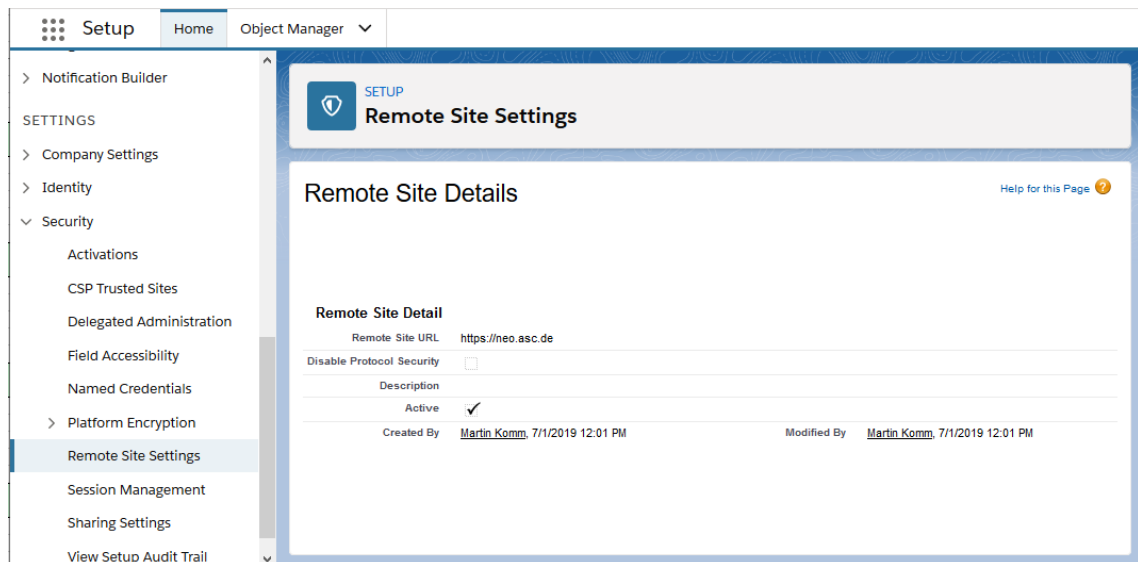 Setup Home Object Manager
Notification Builder
SETTINGS
Company Settings
Identity
Security
Activations
CSP Trusted Sites
Delegated Administration
Field Accessibility
Named Credentials
Platform Encryption
Remote Site Settings
Session Management
Sharing Settings
View Setup Audit Trail
SETUP
Remote Site Settings
Remote Site Details
Help for this Page ?
Remote Site Detail
Remote Site URL https://neo.asc.de
Disable Protocol Security
Description
Active
Created By Martin Komm, 7/1/2019 12:01 PM Modified By Martin Komm, 7/1/2019 12:01 PM